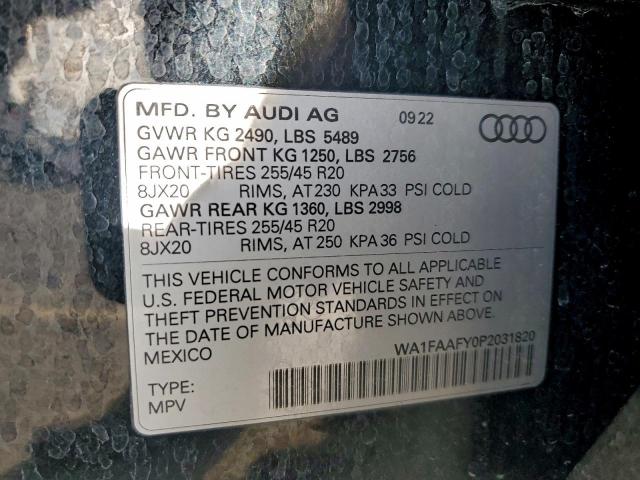 MFD. BY AUDI AG 09 22
GVWR KG 2490, LBS 5489
GAWR FRONT KG 1250, LBS 2756
FRONT-TIRES 255/45 R20
8JX20 RIMS, AT 230 KPA 33 PSI COLD
GAWR REAR KG 1360, LBS 2998
REAR-TIRES 255/45 R20
8JX20 RIMS, AT 250 KPA 36 PSI COLD
THIS VEHICLE CONFORMS TO ALL APPLICABLE
U.S. FEDERAL MOTOR VEHICLE SAFETY AND
THEFT PREVENTION STANDARDS IN EFFECT ON
THE DATE OF MANUFACTURE SHOWN ABOVE.
MEXICO WA1FAAFY0P2031820
TYPE:
MPV